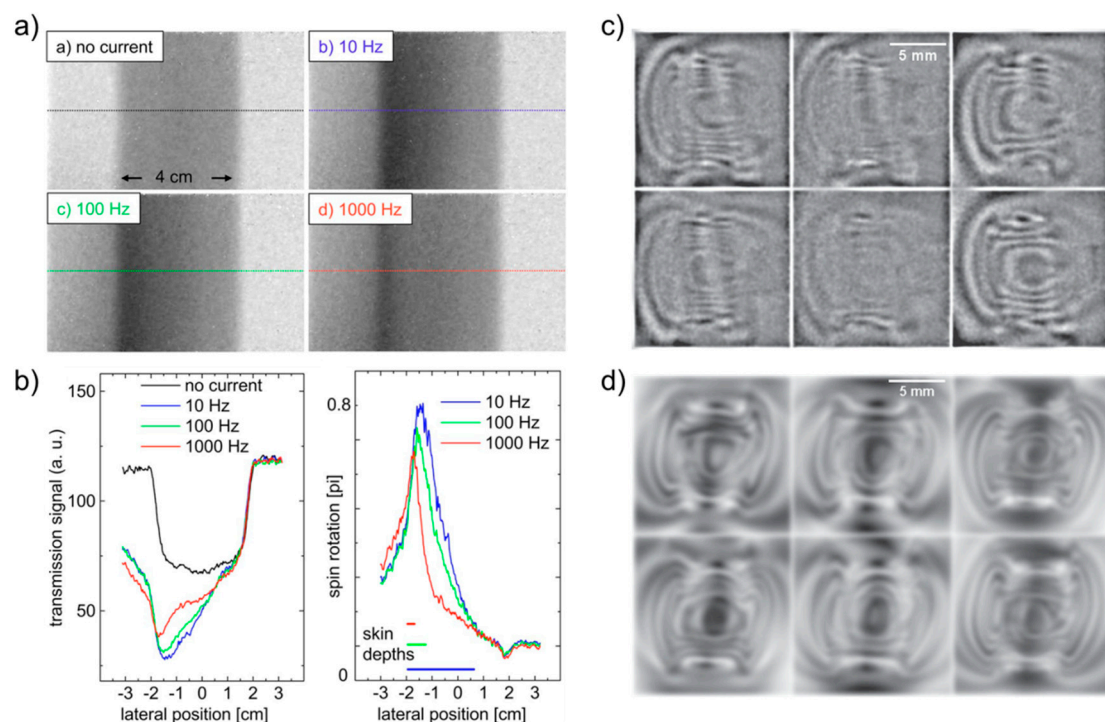 a)
a) no current
b) 10 Hz
4 cm
c) 100 Hz
d) 1000 Hz
b)
150
100
50
transmission signal (a. u.)
no current
10 Hz
100 Hz
1000 Hz
-3 -2 -1 0 1 2 3
lateral position [cm]
0.8
0
spin rotation [pi]
10 Hz
100 Hz
1000 Hz
skin
depths
-3 -2 -1 0 1 2 3
lateral position [cm]
c)
5 mm
d)
5 mm